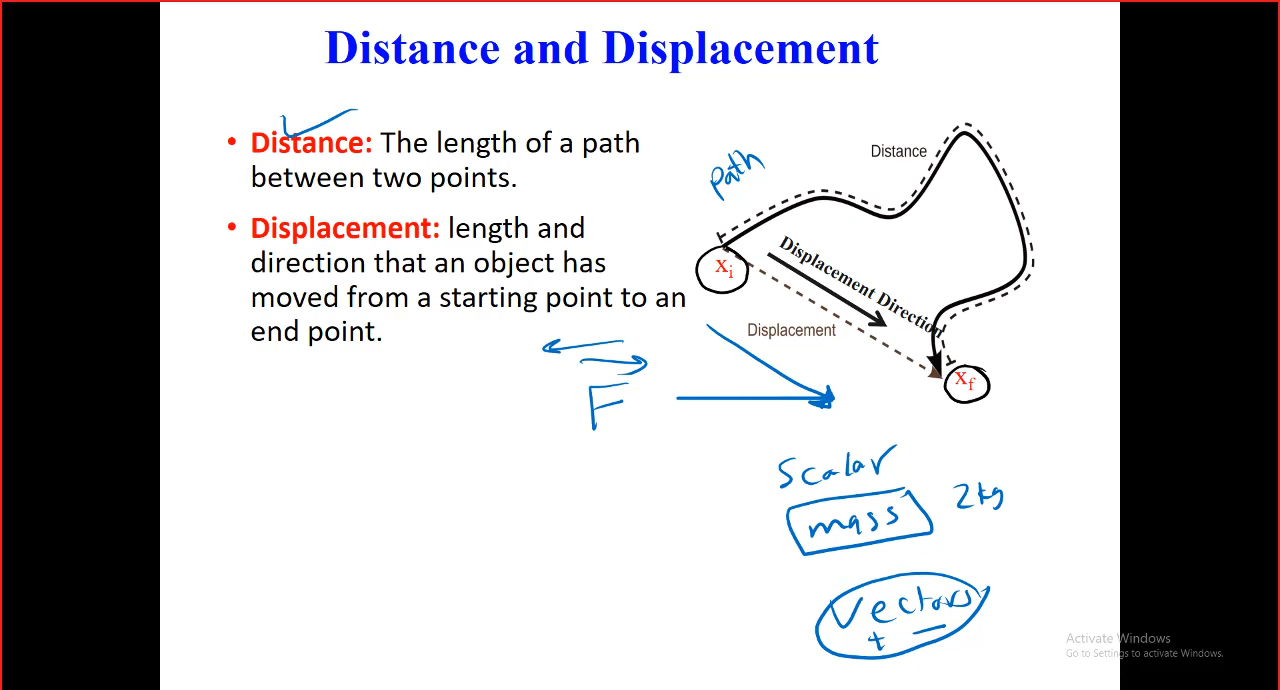 Distance and Displacement
• Distance: The length of a path
between two points.
• Displacement: length and
direction that an object has
moved from a starting point to an
end point.
path
Distance
xi
Displacement Direction
Displacement
xf
F
Scalar
mass
2kg
Vectors
+ —
Activate Windows
Go to Settings to activate Windows.